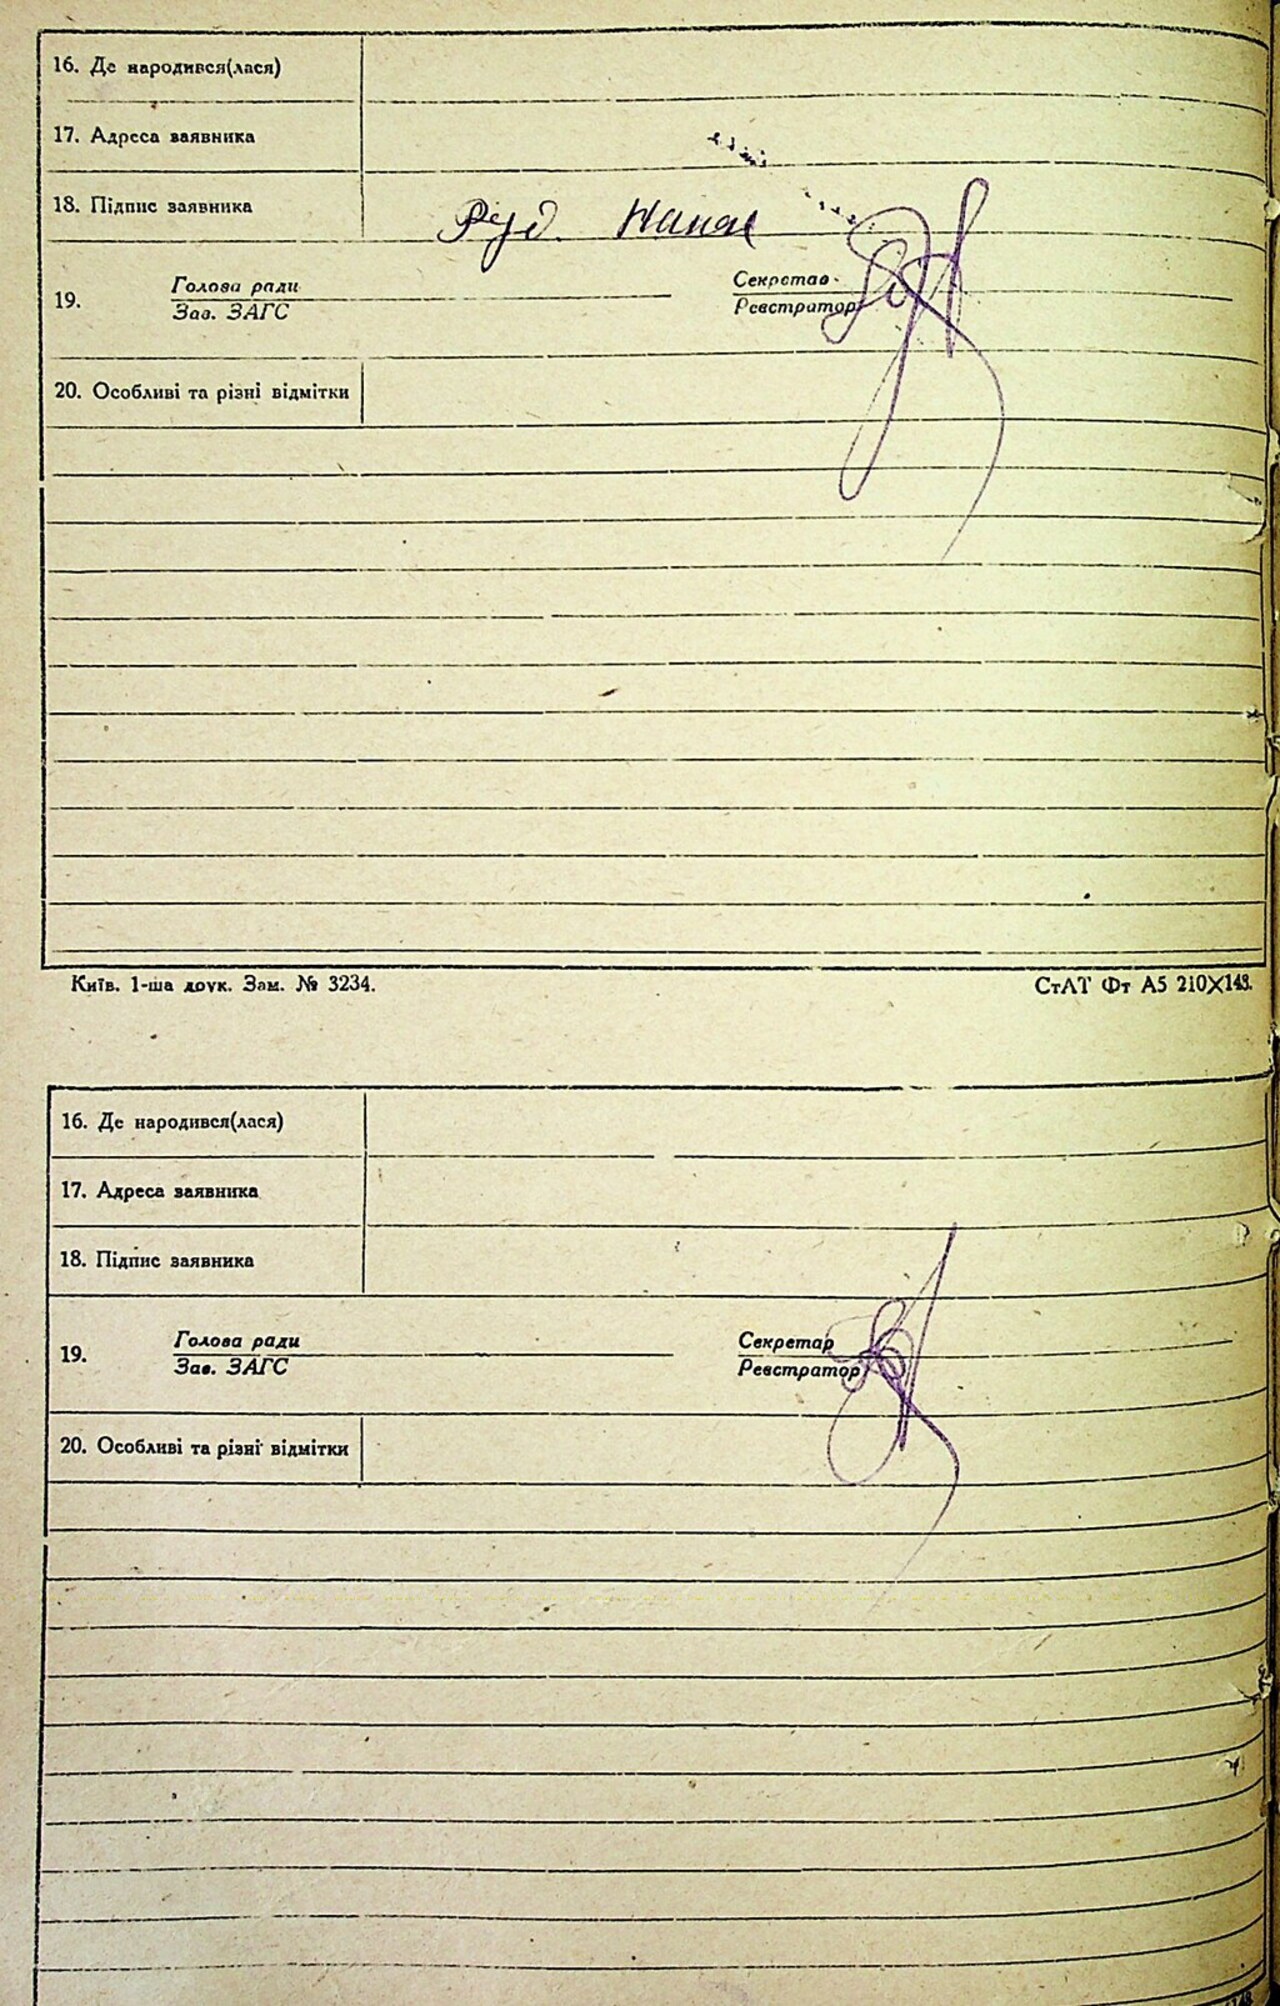 16. Де народився(лася)
17. Адреса заявника
18. Підпис заявника Руд.
Голова ради Секретар
19.
Зав. ЗАГС Реєстратор
20. Особливі та різні відмітки
Київ. 1-ша друк. Зам. № 3234. СтАТ Фт А5 210X148.
16. Де народився(лася)
17. Адреса заявника
18. Підпис заявника
Голова ради Секретар
19.
Зав. ЗАГС Реєстратор
20. Особливі та різні відмітки